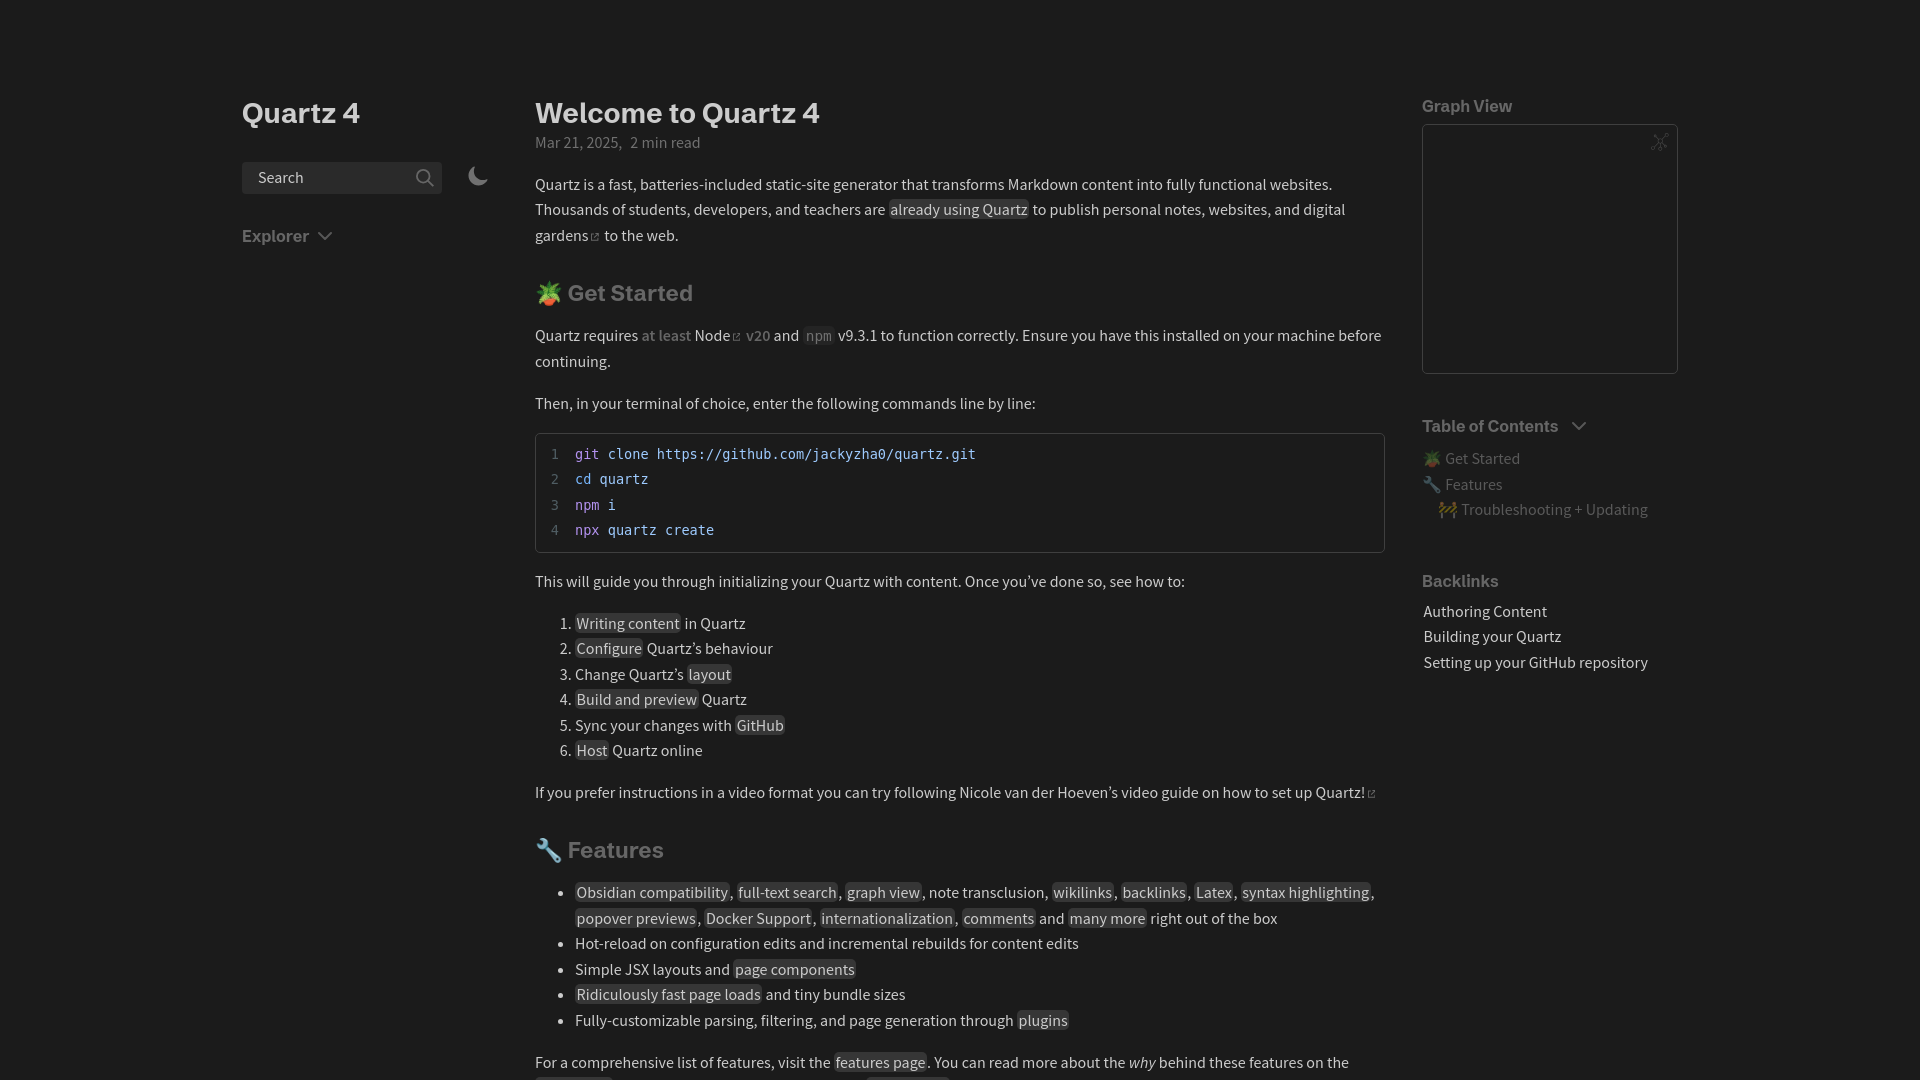 Quartz 4
Search
Explorer
Welcome to Quartz 4
Mar 21, 2025, 2 min read
Quartz is a fast, batteries-included static-site generator that transforms Markdown content into fully functional websites.
Thousands of students, developers, and teachers are already using Quartz to publish personal notes, websites, and digital
gardens to the web.
🪴 Get Started
Quartz requires at least Node v20 and npm v9.3.1 to function correctly. Ensure you have this installed on your machine before
continuing.
Then, in your terminal of choice, enter the following commands line by line:
1 git clone https://github.com/jackyzha0/quartz.git
2 cd quartz
3 npm i
4 npx quartz create
This will guide you through initializing your Quartz with content. Once you’ve done so, see how to:
1. Writing content in Quartz
2. Configure Quartz’s behaviour
3. Change Quartz’s layout
4. Build and preview Quartz
5. Sync your changes with GitHub
6. Host Quartz online
If you prefer instructions in a video format you can try following Nicole van der Hoeven’s video guide on how to set up Quartz!
🔧 Features
• Obsidian compatibility, full-text search, graph view, note transclusion, wikilinks, backlinks, Latex, syntax highlighting,
popover previews, Docker Support, internationalization, comments and many more right out of the box
• Hot-reload on configuration edits and incremental rebuilds for content edits
• Simple JSX layouts and page components
• Ridiculously fast page loads and tiny bundle sizes
• Fully-customizable parsing, filtering, and page generation through plugins
For a comprehensive list of features, visit the features page. You can read more about the why behind these features on the
Graph View
Table of Contents
🪴 Get Started
🔧 Features
🚧 Troubleshooting + Updating
Backlinks
Authoring Content
Building your Quartz
Setting up your GitHub repository